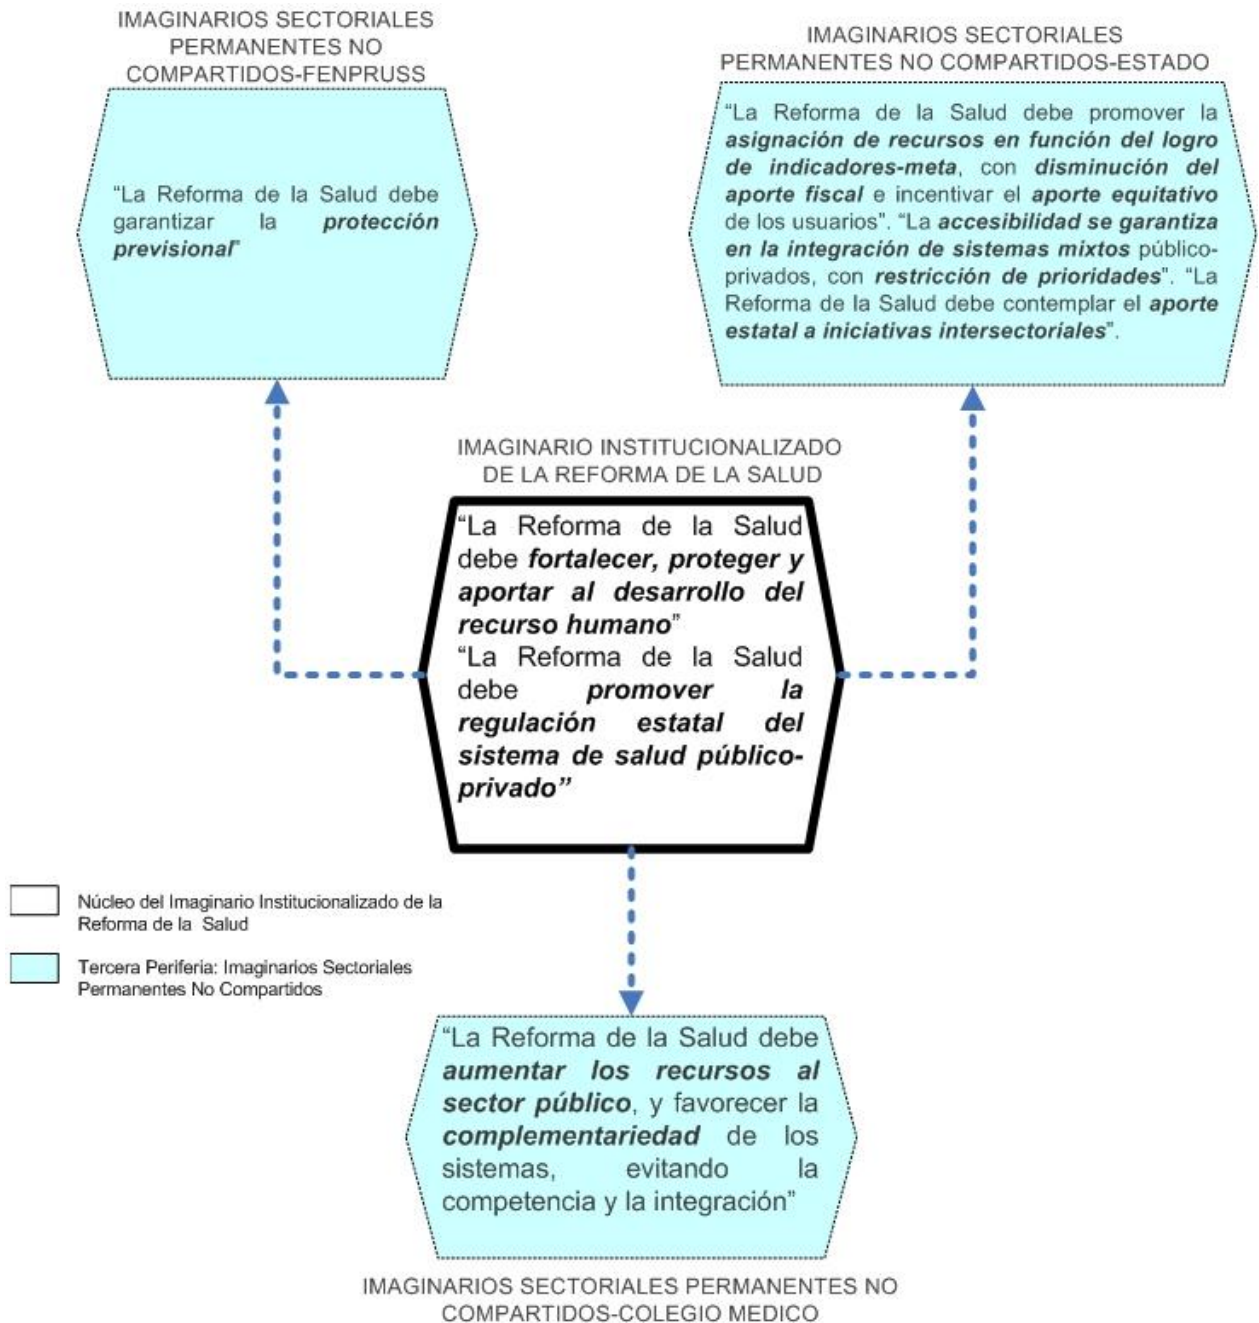 IMAGINARIOS SECTORIALES
PERMANENTES NO
COMPARTIDOS-FENPRUSS
“La Reforma de la Salud debe
garantizar la protección
previsional”
IMAGINARIOS SECTORIALES
PERMANENTES NO COMPARTIDOS-ESTADO
“La Reforma de la Salud debe promover la
asignación de recursos en función del logro
de indicadores-meta, con disminución del
aporte fiscal e incentivar el aporte equitativo
de los usuarios”. “La accesibilidad se garantiza
en la integración de sistemas mixtos público-
privados, con restricción de prioridades”. “La
Reforma de la Salud debe contemplar el aporte
estatal a iniciativas intersectoriales”.
IMAGINARIO INSTITUCIONALIZADO
DE LA REFORMA DE LA SALUD
“La Reforma de la Salud
debe fortalecer, proteger y
aportar al desarrollo del
recurso humano”
“La Reforma de la Salud
debe promover la
regulación estatal del
sistema de salud público-
privado”
Núcleo del Imaginario Institucionalizado de la
Reforma de la Salud
Tercera Periferia: Imaginarios Sectoriales
Permanentes No Compartidos
“La Reforma de la Salud debe
aumentar los recursos al
sector público, y favorecer la
complementariedad de los
sistemas, evitando la
competencia y la integración”
IMAGINARIOS SECTORIALES PERMANENTES NO
COMPARTIDOS-COLEGIO MEDICO